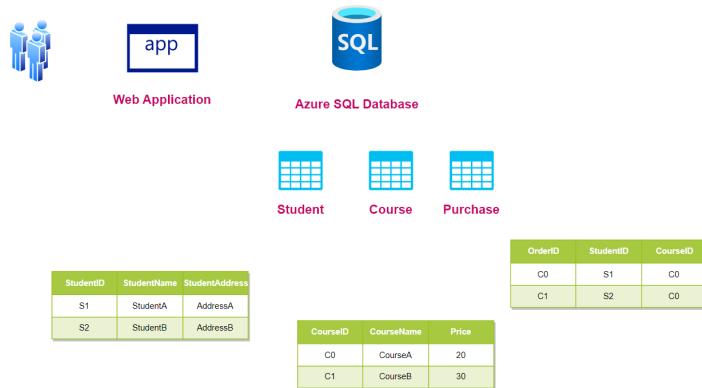 app
SQL
Web Application
Azure SQL Database
Student Course Purchase
OrderID StudentID CourseID
C0 S1 C0
C1 S2 C0
StudentID StudentName StudentAddress
S1 StudentA AddressA
S2 StudentB AddressB
CourseID CourseName Price
C0 CourseA 20
C1 CourseB 30